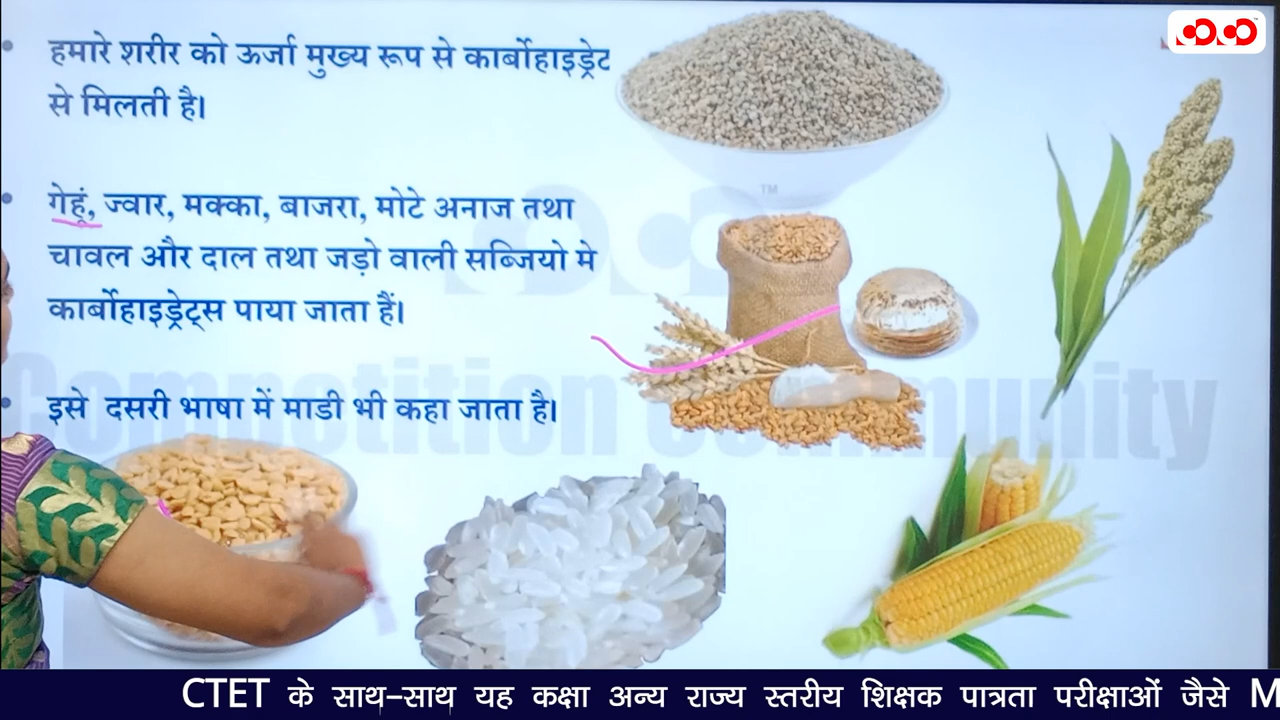 हमारे शरीर को ऊर्जा मुख्य रूप से कार्बोहाइड्रेट
से मिलती है।
गेहूं, ज्वार, मक्का, बाजरा, मोटे अनाज तथा
चावल और दाल तथा जड़ो वाली सब्जियो मे
कार्बोहाइड्रेट्स पाया जाता हैं।
इसे दसरी भाषा में माडी भी कहा जाता है।
Competition Community
TM
CTET के साथ-साथ यह कक्षा अन्य राज्य स्तरीय शिक्षक पात्रता परीक्षाओं जैसे M